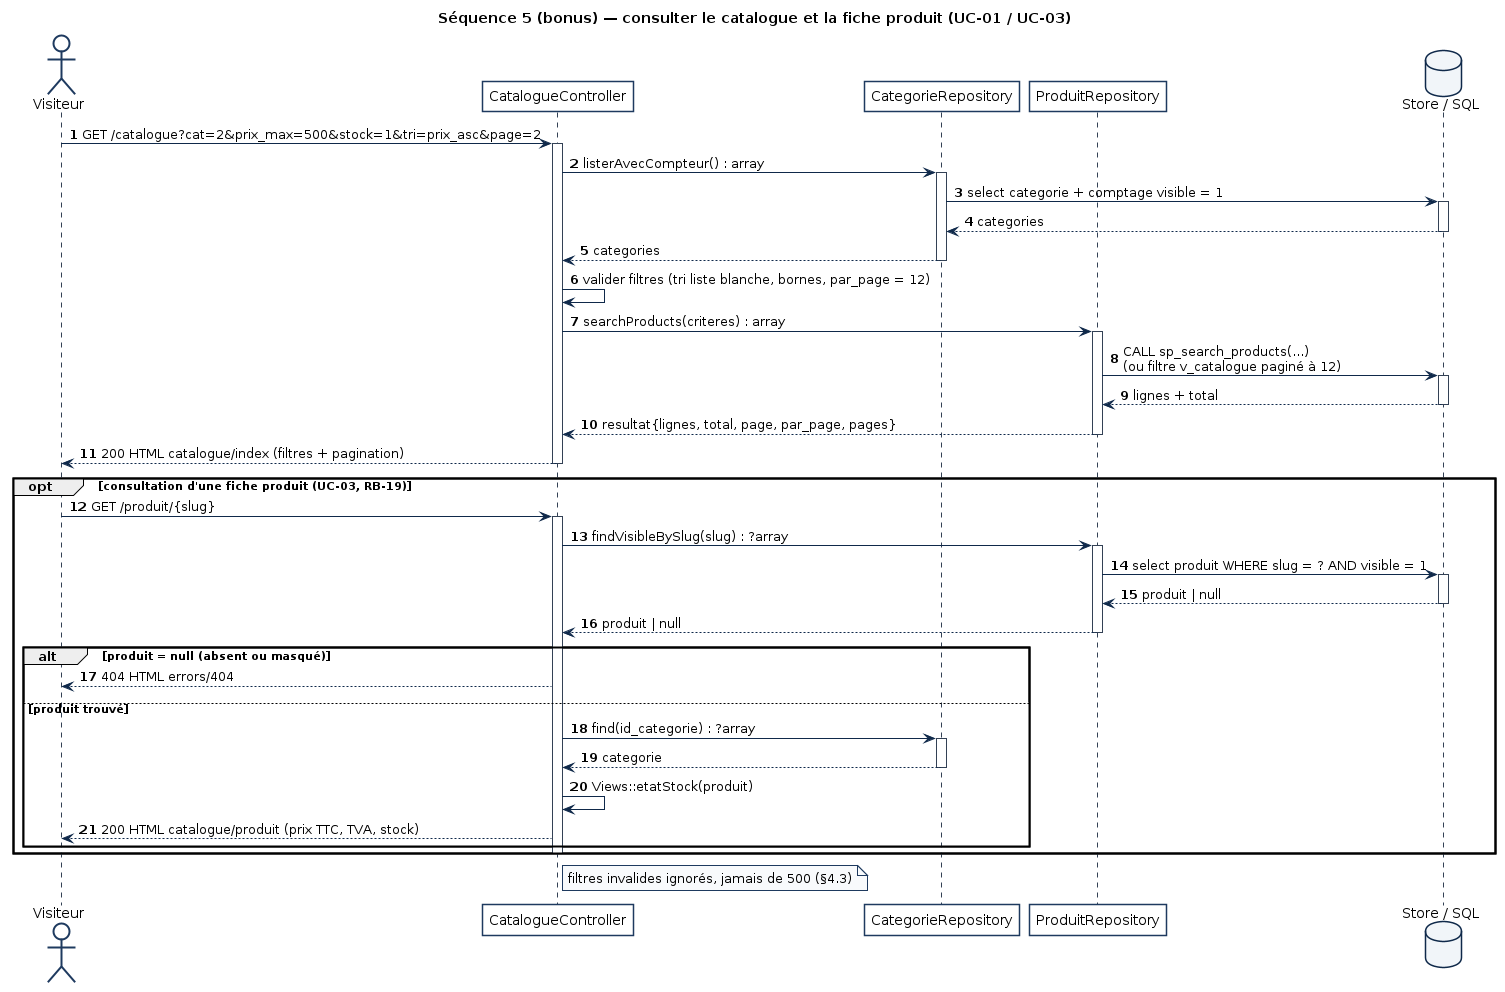 Séquence 5 (bonus) — consulter le catalogue et la fiche produit (UC-01 / UC-03)
Visiteur
CatalogueController
CategorieRepository
ProduitRepository
Store / SQL
1 GET /catalogue?cat=2&prix_max=500&stock=1&tri=prix_asc&page=2
2 listerAvecCompteur() : array
3 select categorie + comptage visible = 1
4 categories
5 categories
6 valider filtres (tri liste blanche, bornes, par_page = 12)
7 searchProducts(criteres) : array
8 CALL sp_search_products(...)
(ou filtre v_catalogue paginé à 12)
9 lignes + total
10 resultat{lignes, total, page, par_page, pages}
11 200 HTML catalogue/index (filtres + pagination)
opt [consultation d'une fiche produit (UC-03, RB-19)]
12 GET /produit/{slug}
13 findVisibleBySlug(slug) : ?array
14 select produit WHERE slug = ? AND visible = 1
15 produit | null
16 produit | null
alt [produit = null (absent ou masqué)]
17 404 HTML errors/404
[produit trouvé]
18 find(id_categorie) : ?array
19 categorie
20 Views::etatStock(produit)
21 200 HTML catalogue/produit (prix TTC, TVA, stock)
filtres invalides ignorés, jamais de 500 (§4.3)
Visiteur
CatalogueController
CategorieRepository
ProduitRepository
Store / SQL